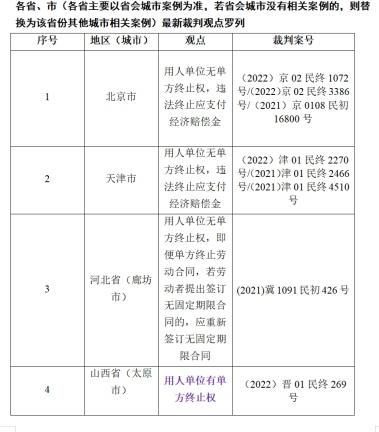 各省、市（各省主要以省会城市案例为准，若省会城市没有相关案例的，则替
换为该省份其他城市相关案例）最新裁判观点罗列
序号
地区（城市）
观点
裁判案号
1
北京市
用人单位无单
方终止权，违
法终止应支付
经济赔偿金
（2022）京 02 民终 1072
号/（2022）京 02 民终 3386
号/（2021）京 0108 民初
16800 号
2
天津市
用人单位无单
方终止权，违
法终止应支付
经济赔偿金
（2022）津 01 民终 2270
号/(2021)津 01 民终 2466
号/(2021)津 01 民终 4510
号
3
河北省（廊坊
市）
用人单位无单
方终止权，即
便单方终止劳
动合同，若劳
动者提出签订
无固定期限合
同的，应重新
签订无固定期
限合同
(2021)冀 1091 民初 426 号
4
山西省（太原
市）
用人单位有单
方终止权
（2022）晋 01 民终 269
号